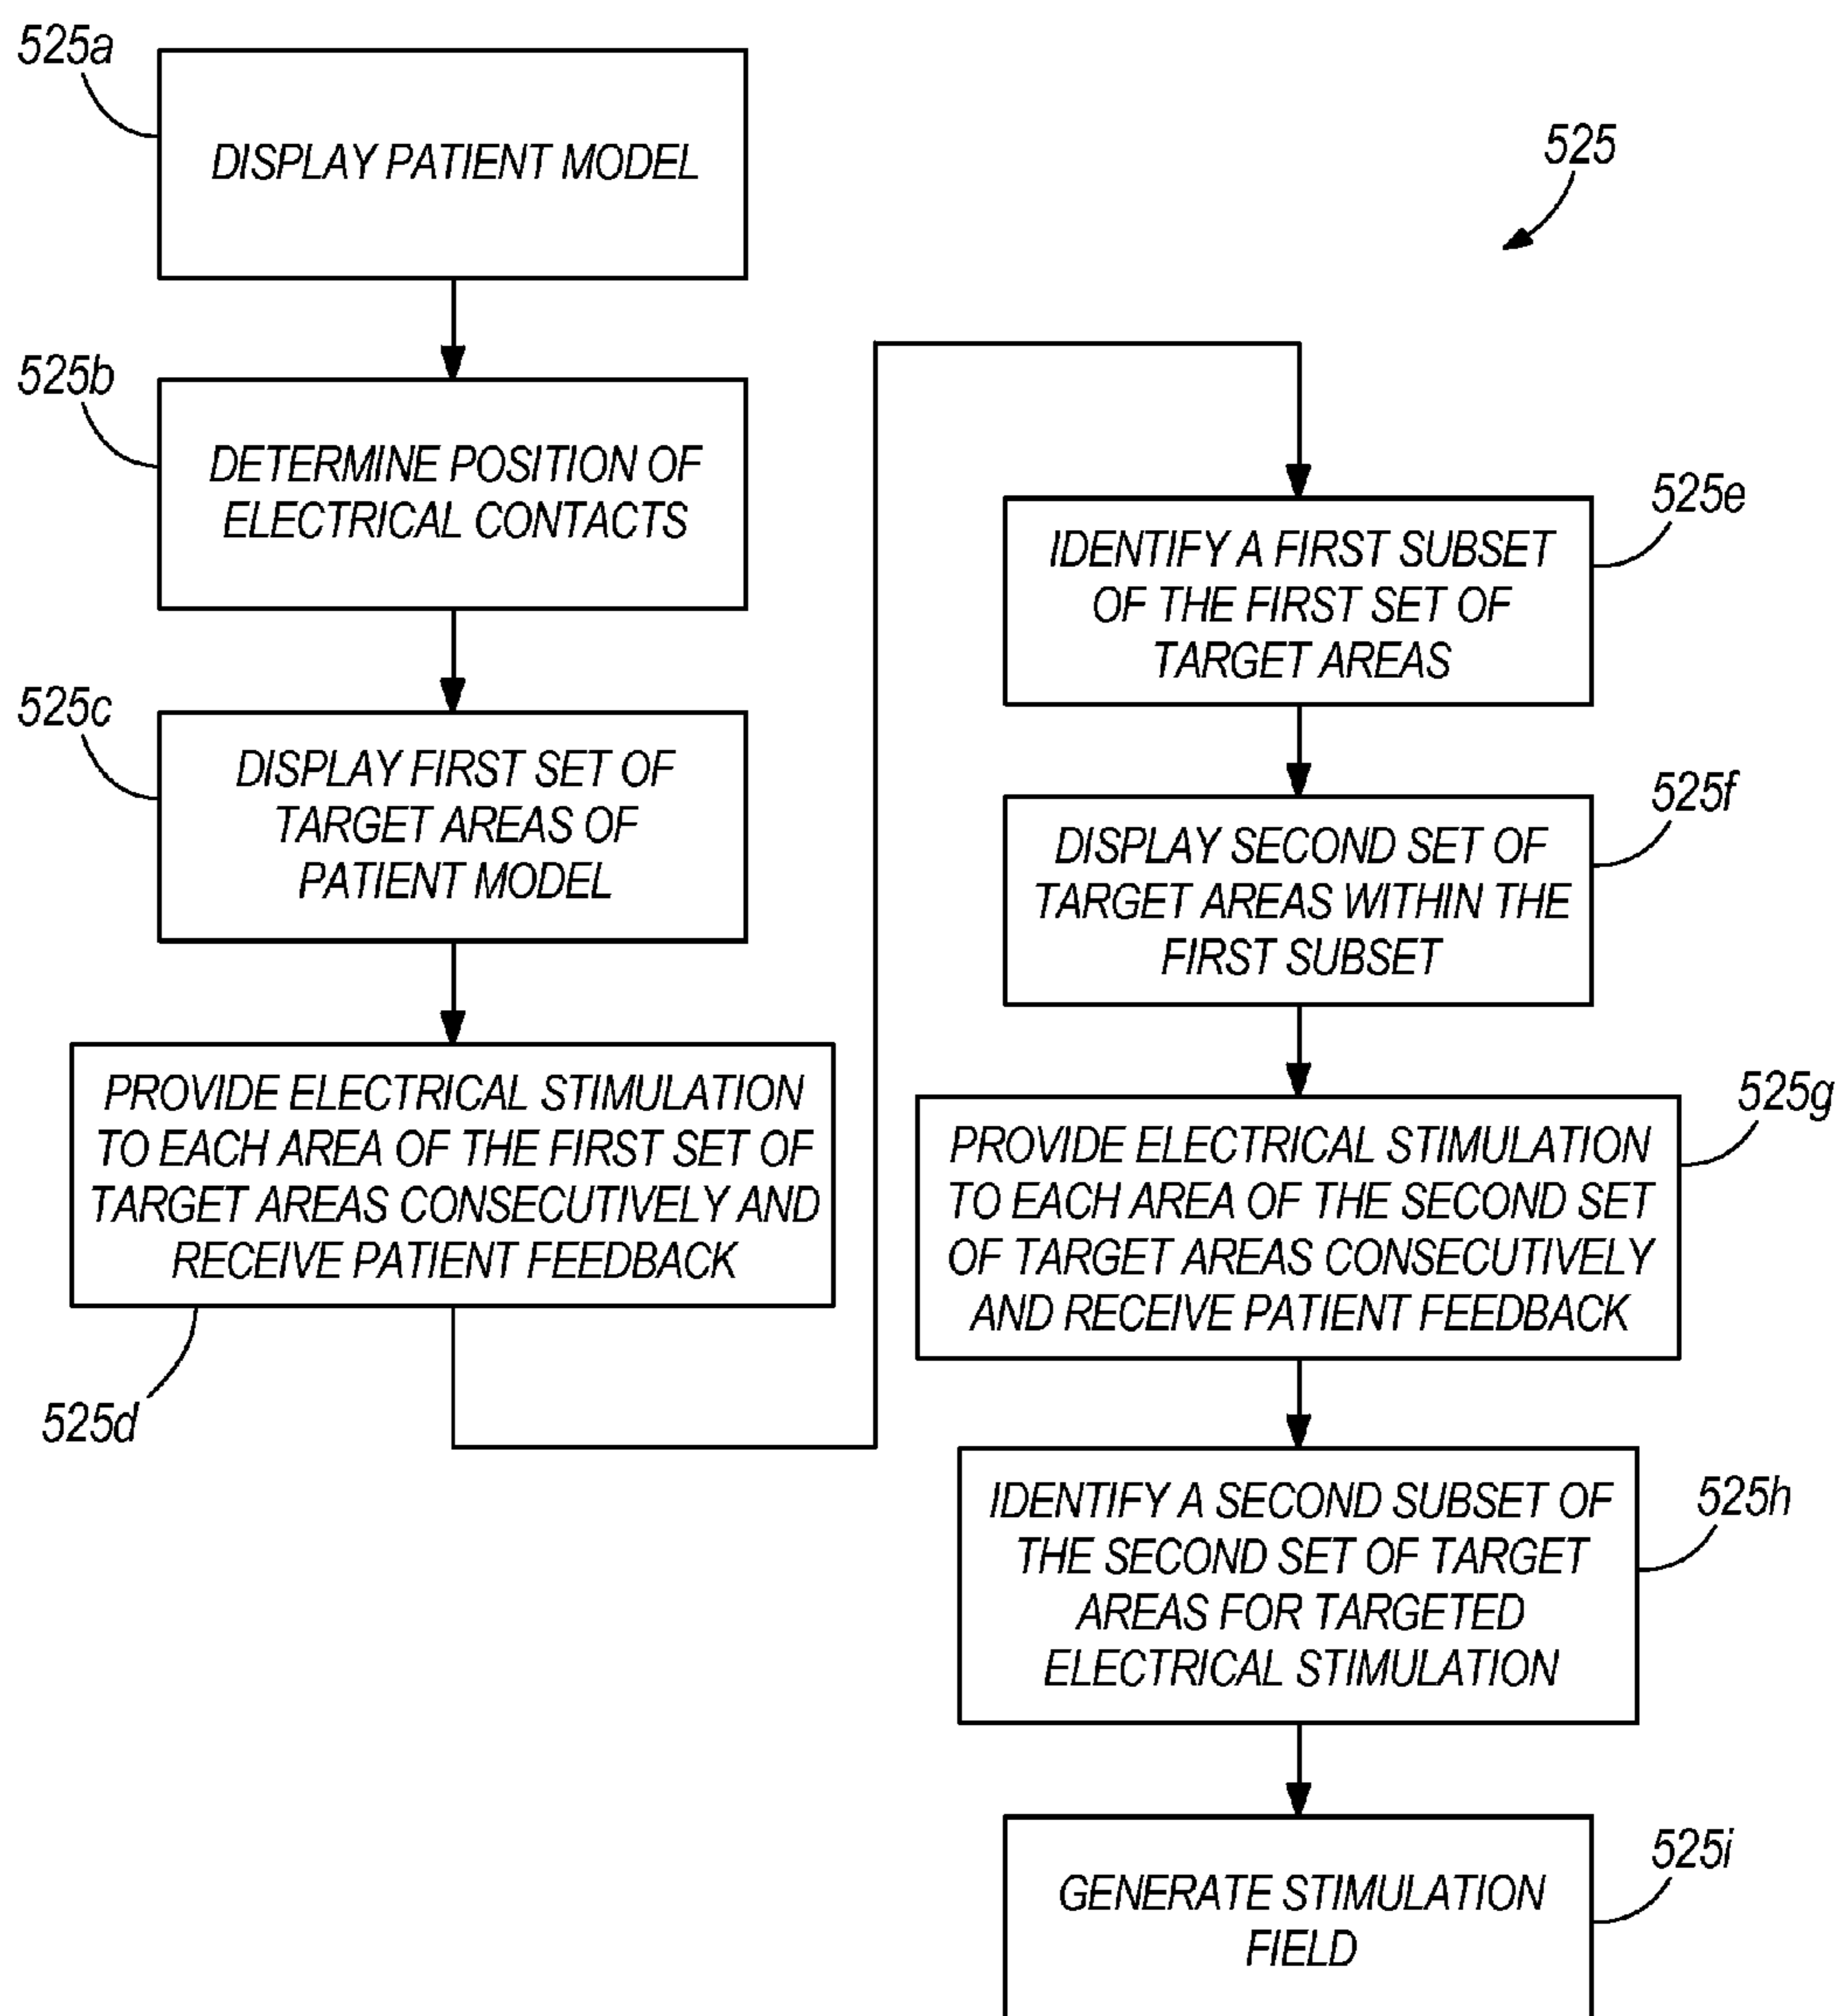 525a
DISPLAY PATIENT MODEL
525b
DETERMINE POSITION OF
ELECTRICAL CONTACTS
525c
DISPLAY FIRST SET OF
TARGET AREAS OF
PATIENT MODEL
PROVIDE ELECTRICAL STIMULATION
TO EACH AREA OF THE FIRST SET OF
TARGET AREAS CONSECUTIVELY AND
RECEIVE PATIENT FEEDBACK
525d
525
525e
IDENTIFY A FIRST SUBSET
OF THE FIRST SET OF
TARGET AREAS
525f
DISPLAY SECOND SET OF
TARGET AREAS WITHIN THE
FIRST SUBSET
525g
PROVIDE ELECTRICAL STIMULATION
TO EACH AREA OF THE SECOND SET
OF TARGET AREAS CONSECUTIVELY
AND RECEIVE PATIENT FEEDBACK
525h
IDENTIFY A SECOND SUBSET OF
THE SECOND SET OF TARGET
AREAS FOR TARGETED
ELECTRICAL STIMULATION
525i
GENERATE STIMULATION
FIELD